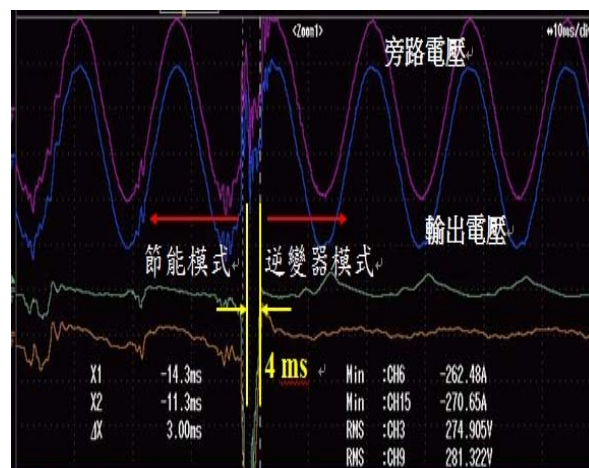 <Zoom1>
⇹10ms/div
旁路電壓
輸出電壓
節能模式 逆變器模式
4 ms
X1 -14.3ms
X2 -11.3ms
ΔX 3.00ms
Min :CH6 -262.48A
Min :CH15 -270.65A
RMS :CH3 274.905V
RMS :CH9 281.322V